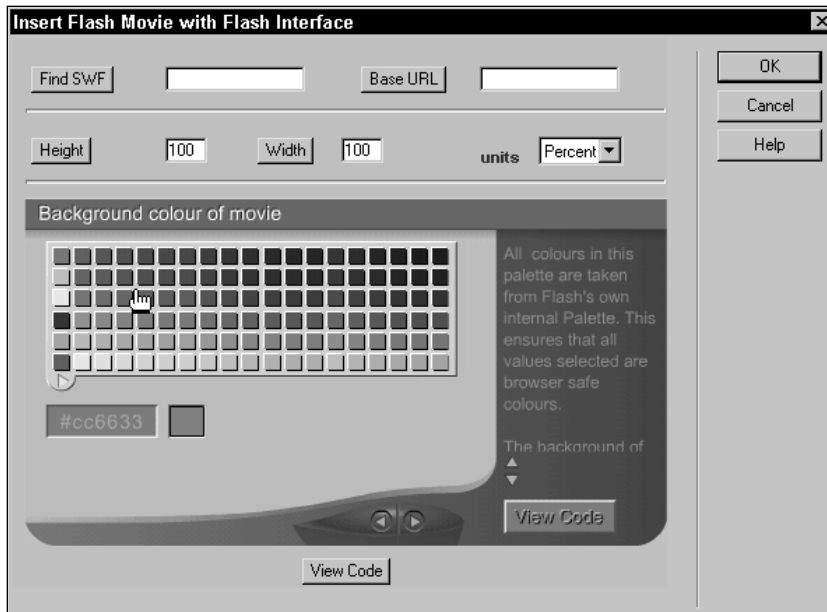 Insert Flash Movie with Flash Interface
Find SWF
Base URL
OK
Cancel
Help
Height 100 Width 100 units Percent
Background colour of movie
All colours in this
palette are taken
from Flash's own
internal Palette. This
ensures that all
values selected are
browser safe
colours.
The background of
#cc6633
View Code
View Code